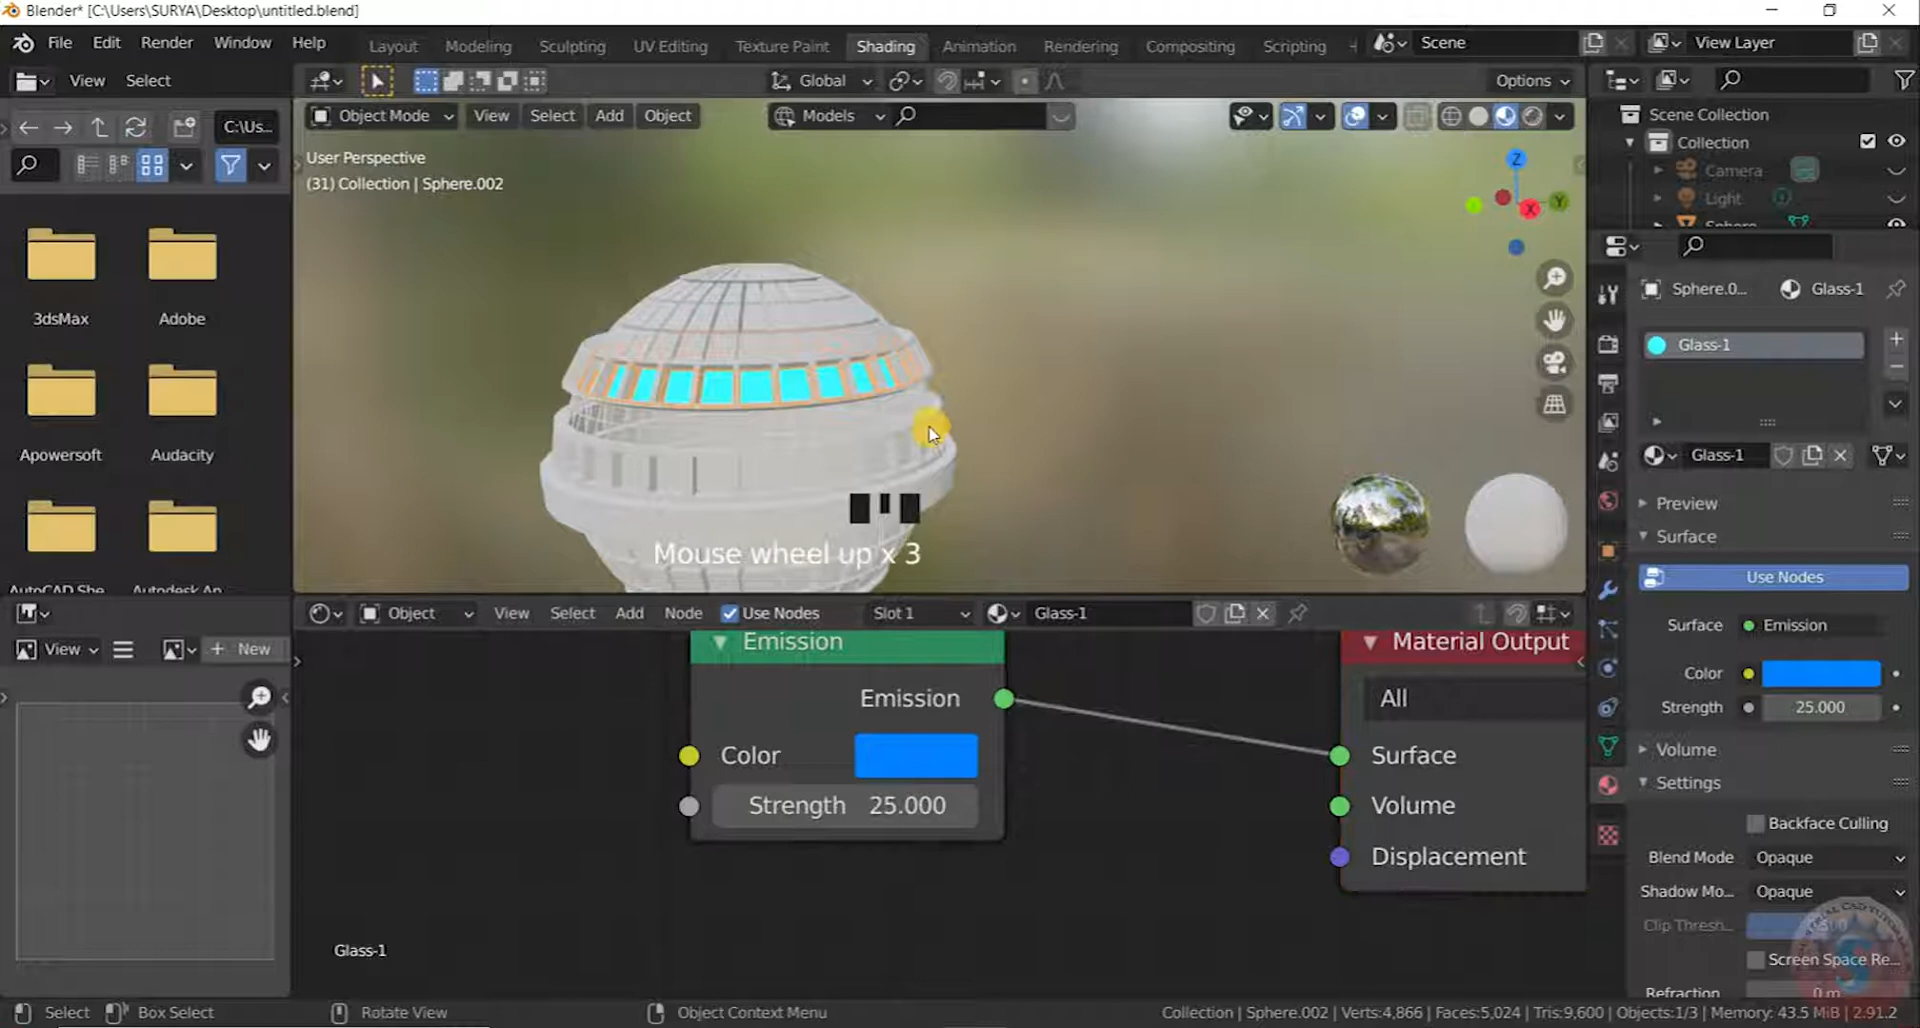 Blender* [C:\Users\SURYA\Desktop\untitled.blend]
File Edit Render Window Help Layout Modeling Sculpting UV Editing Texture Paint Shading Animation Rendering Compositing Scripting Scene View Layer
View Select Global Options
Object Mode View Select Add Object Models
Scene Collection
Collection
Camera
Light
Sphere
C:\Us...
User Perspective
(31) Collection | Sphere.002
Z
Y
X
3dsMax Adobe
Apowersoft Audacity
AutoCAD She Autodesk An
Mouse wheel up x 3
Sphere.0... Glass-1
Glass-1
Glass-1
Preview
Surface
Use Nodes
Surface Emission
Color
Strength 25.000
Volume
Settings
Backface Culling
Blend Mode Opaque
Shadow Mo... Opaque
Clip Thresh...
Screen Space Re...
Refraction 0 m
Object View Select Add Node Use Nodes Slot 1 Glass-1
View New
Emission
Emission
Color
Strength 25.000
Material Output
All
Surface
Volume
Displacement
Glass-1
Select Box Select Rotate View Object Context Menu Collection | Sphere.002 | Verts:4,866 | Faces:5,024 | Tris:9,600 | Objects:1/3 | Memory: 43.5 MiB | 2.91.2